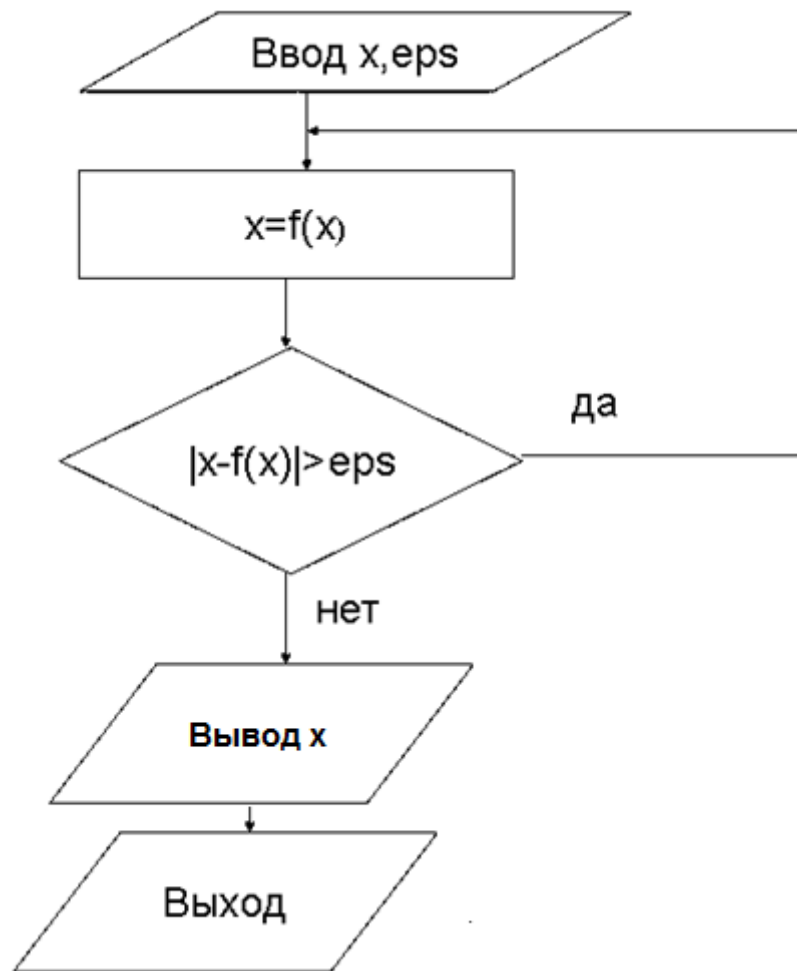 Ввод x,eps
x=f(x)
|x-f(x)|>eps
да
нет
Вывод x
Выход